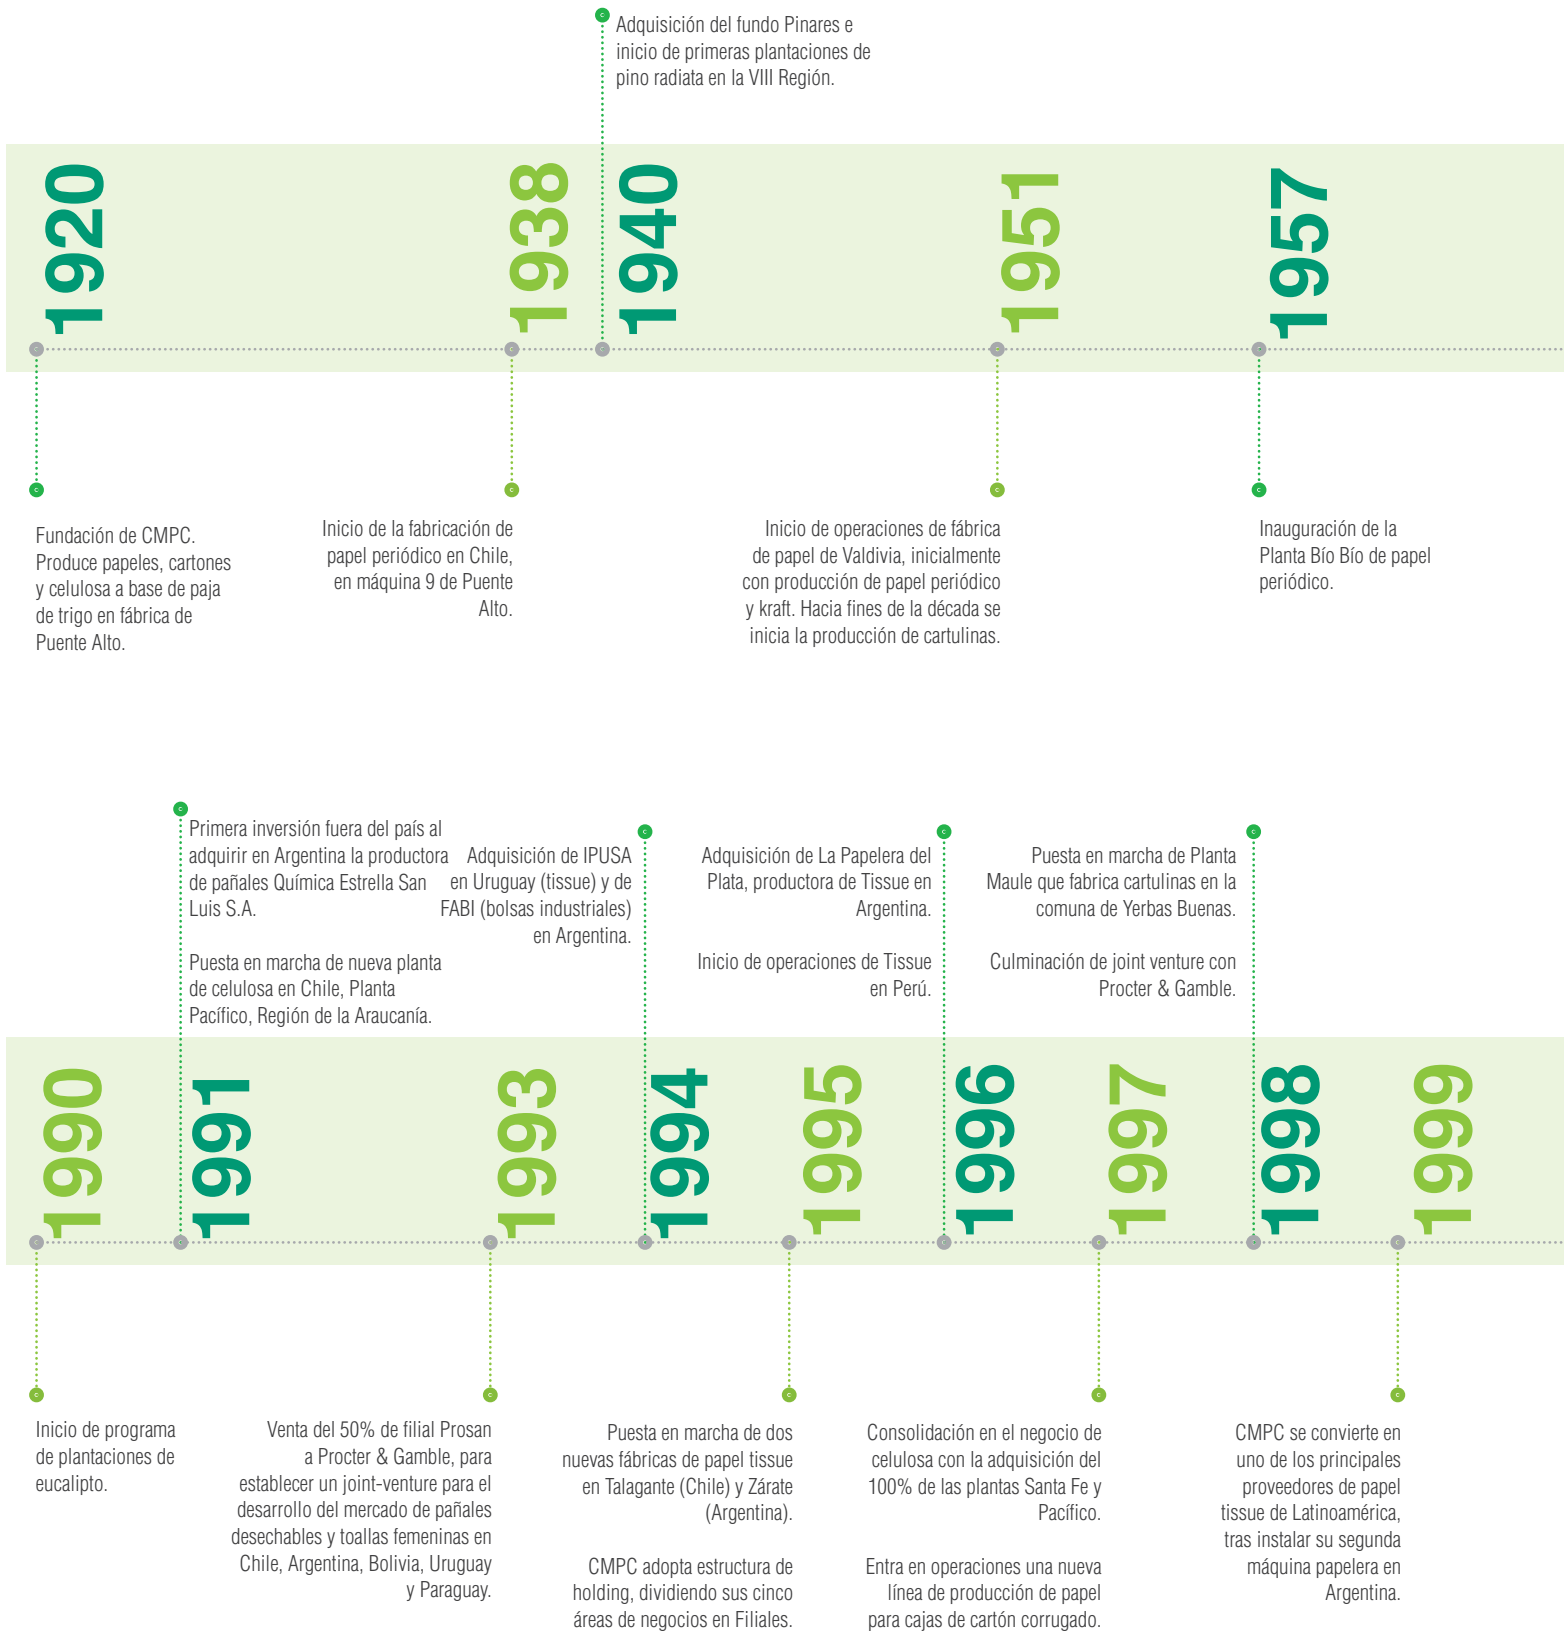 Adquisición del fundo Pinares e
inicio de primeras plantaciones de
pino radiata en la VIII Región.
1920
1938
1940
1951
1957
Fundación de CMPC.
Produce papeles, cartones
y celulosa a base de paja
de trigo en fábrica de
Puente Alto.
Inicio de la fabricación de
papel periódico en Chile,
en máquina 9 de Puente
Alto.
Inicio de operaciones de fábrica
de papel de Valdivia, inicialmente
con producción de papel periódico
y kraft. Hacia fines de la década se
inicia la producción de cartulinas.
Inauguración de la
Planta Bío Bío de papel
periódico.
Primera inversión fuera del país al
adquirir en Argentina la productora
de pañales Química Estrella San
Luis S.A.
Puesta en marcha de nueva planta
de celulosa en Chile, Planta
Pacífico, Región de la Araucanía.
Adquisición de IPUSA
en Uruguay (tissue) y de
FABI (bolsas industriales)
en Argentina.
Adquisición de La Papelera del
Plata, productora de Tissue en
Argentina.
Inicio de operaciones de Tissue
en Perú.
Puesta en marcha de Planta
Maule que fabrica cartulinas en la
comuna de Yerbas Buenas.
Culminación de joint venture con
Procter & Gamble.
1990
1991
1993
1994
1995
1996
1997
1998
1999
Inicio de programa
de plantaciones de
eucalipto.
Venta del 50% de filial Prosan
a Procter & Gamble, para
establecer un joint-venture para el
desarrollo del mercado de pañales
desechables y toallas femeninas en
Chile, Argentina, Bolivia, Uruguay
y Paraguay.
Puesta en marcha de dos
nuevas fábricas de papel tissue
en Talagante (Chile) y Zárate
(Argentina).
CMPC adopta estructura de
holding, dividiendo sus cinco
áreas de negocios en Filiales.
Consolidación en el negocio de
celulosa con la adquisición del
100% de las plantas Santa Fe y
Pacífico.
Entra en operaciones una nueva
línea de producción de papel
para cajas de cartón corrugado.
CMPC se convierte en
uno de los principales
proveedores de papel
tissue de Latinoamérica,
tras instalar su segunda
máquina papelera en
Argentina.